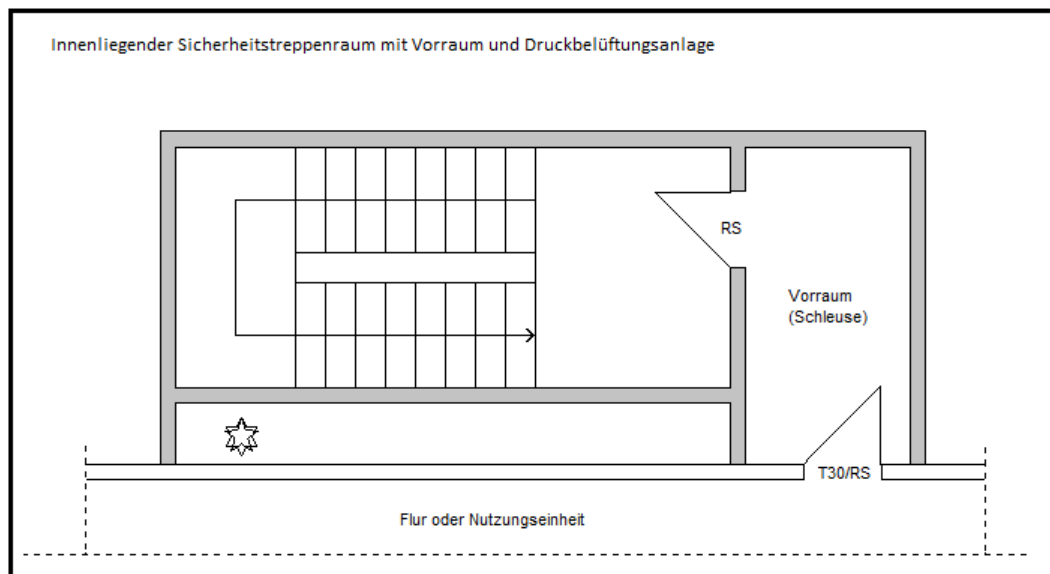 Innenliegender Sicherheitstreppenraum mit Vorraum und Druckbelüftungsanlage
RS
Vorraum
(Schleuse)
T30/RS
Flur oder Nutzungseinheit